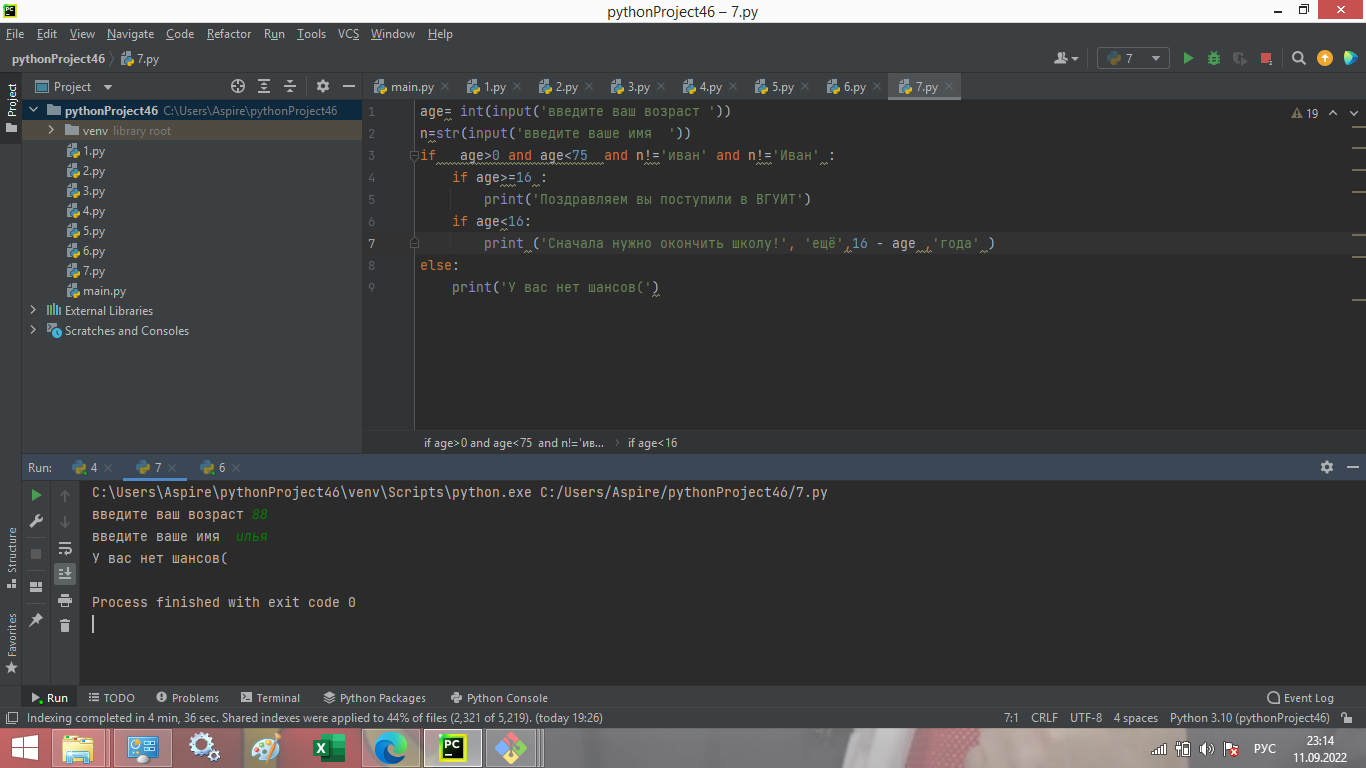 pythonProject46 – 7.py
File Edit View Navigate Code Refactor Run Tools VCS Window Help
pythonProject46 7.py 7
Project Project main.py 1.py 2.py 3.py 4.py 5.py 6.py 7.py
pythonProject46 C:\Users\Aspire\pythonProject46
venv library root
1.py
2.py
3.py
4.py
5.py
6.py
7.py
main.py
External Libraries
Scratches and Consoles
1 age= int(input('введите ваш возраст '))
2 n=str(input('введите ваше имя  '))
3 if   age>0 and age<75  and n!='иван' and n!='Иван' :
4     if age>=16 :
5         print('Поздравляем вы поступили в ВГУИТ')
6     if age<16:
7         print ('Сначала нужно окончить школу!', 'ещё',16 - age ,'года' )
8 else:
9     print('У вас нет шансов(')
19
if age>0 and age<75  and n!='ив... if age<16
Run: 4 7 6
C:\Users\Aspire\pythonProject46\venv\Scripts\python.exe C:/Users/Aspire/pythonProject46/7.py
введите ваш возраст 88
введите ваше имя  илья
У вас нет шансов(
Process finished with exit code 0
Structure
Favorites
Run TODO Problems Terminal Python Packages Python Console Event Log
Indexing completed in 4 min, 36 sec. Shared indexes were applied to 44% of files (2,321 of 5,219). (today 19:26) 7:1 CRLF UTF-8 4 spaces Python 3.10 (pythonProject46)
PC
РУС
23:14
11.09.2022